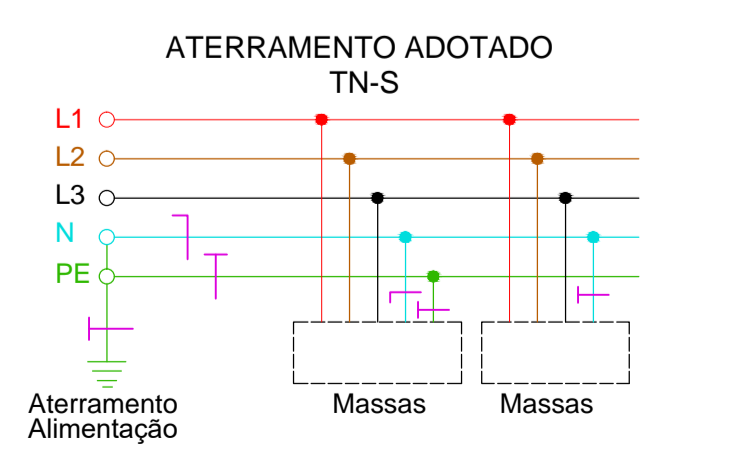 ATERRAMENTO ADOTADO
TN-S
L1
L2
L3
N
PE
Aterramento
Alimentação
Massas
Massas